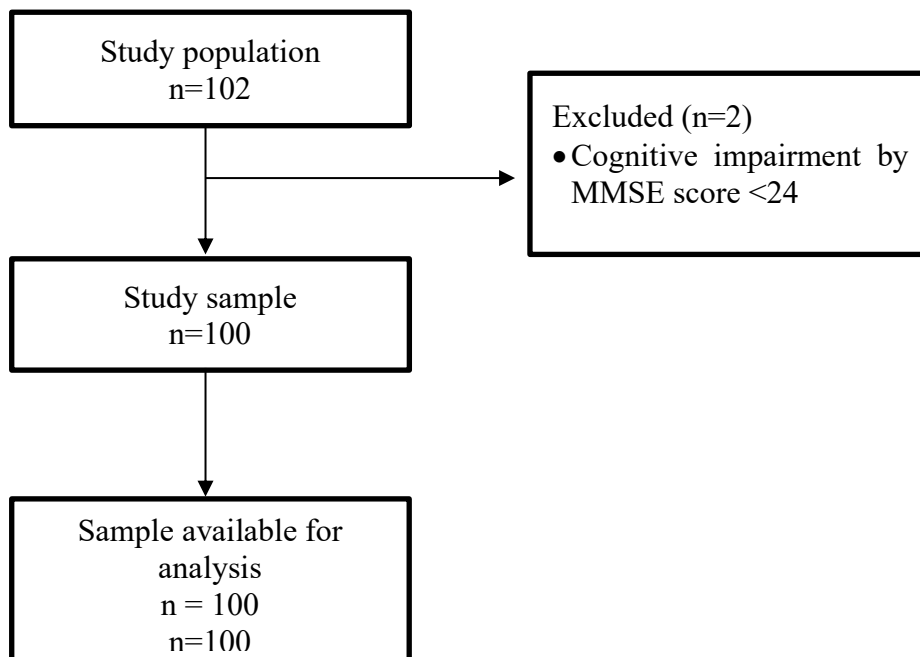 Study population
n=102
Excluded (n=2)
• Cognitive impairment by
MMSE score <24
Study sample
n=100
Sample available for
analysis
n = 100
n=100